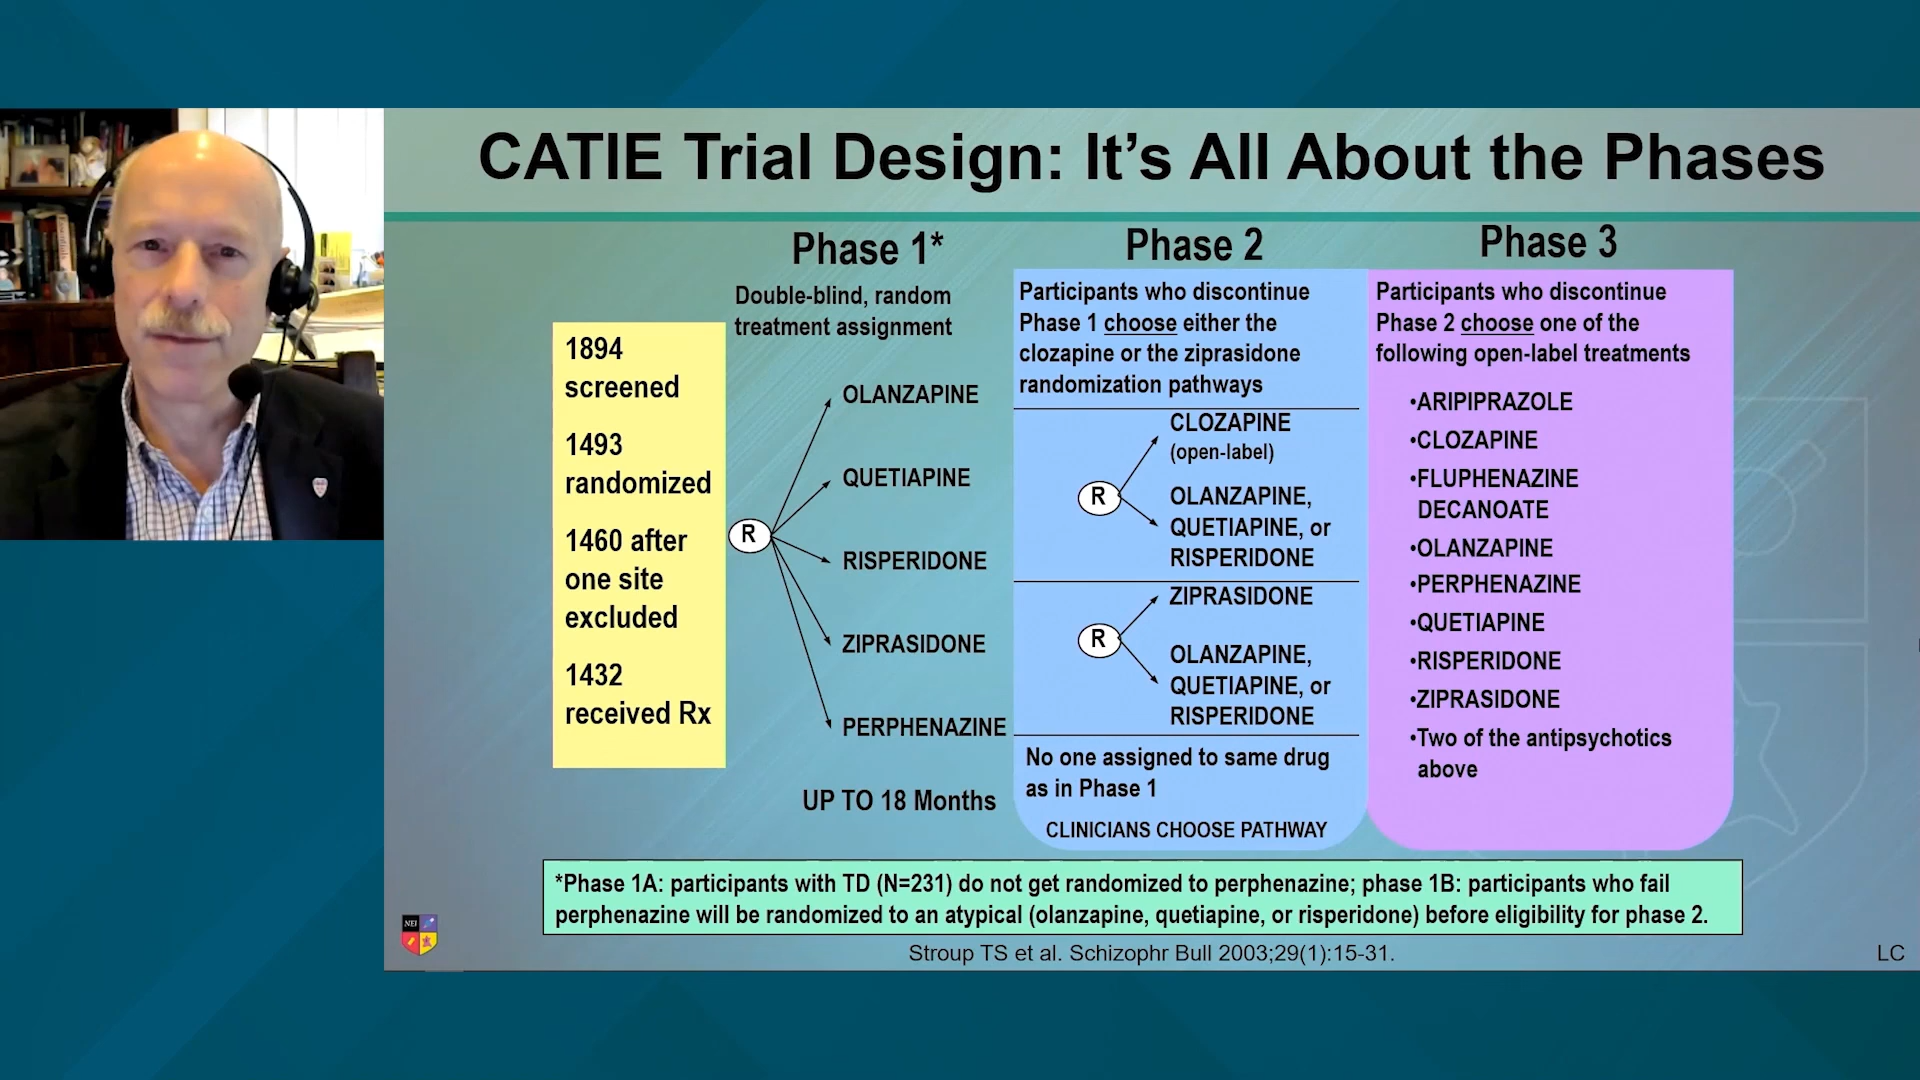 CATIE Trial Design: It's All About the Phases
Phase 1*
Double-blind, random
treatment assignment
1894
screened
1493
randomized
1460 after
one site
excluded
1432
received Rx
R
OLANZAPINE
QUETIAPINE
RISPERIDONE
ZIPRASIDONE
PERPHENAZINE
UP TO 18 Months
Phase 2
Participants who discontinue
Phase 1 choose either the
clozapine or the ziprasidone
randomization pathways
R
CLOZAPINE
(open-label)
OLANZAPINE,
QUETIAPINE, or
RISPERIDONE
R
ZIPRASIDONE
OLANZAPINE,
QUETIAPINE, or
RISPERIDONE
No one assigned to same drug
as in Phase 1
CLINICIANS CHOOSE PATHWAY
Phase 3
Participants who discontinue
Phase 2 choose one of the
following open-label treatments
•ARIPIPRAZOLE
•CLOZAPINE
•FLUPHENAZINE
DECANOATE
•OLANZAPINE
•PERPHENAZINE
•QUETIAPINE
•RISPERIDONE
•ZIPRASIDONE
•Two of the antipsychotics
above
*Phase 1A: participants with TD (N=231) do not get randomized to perphenazine; phase 1B: participants who fail
perphenazine will be randomized to an atypical (olanzapine, quetiapine, or risperidone) before eligibility for phase 2.
NEI
Stroup TS et al. Schizophr Bull 2003;29(1):15-31.
LC